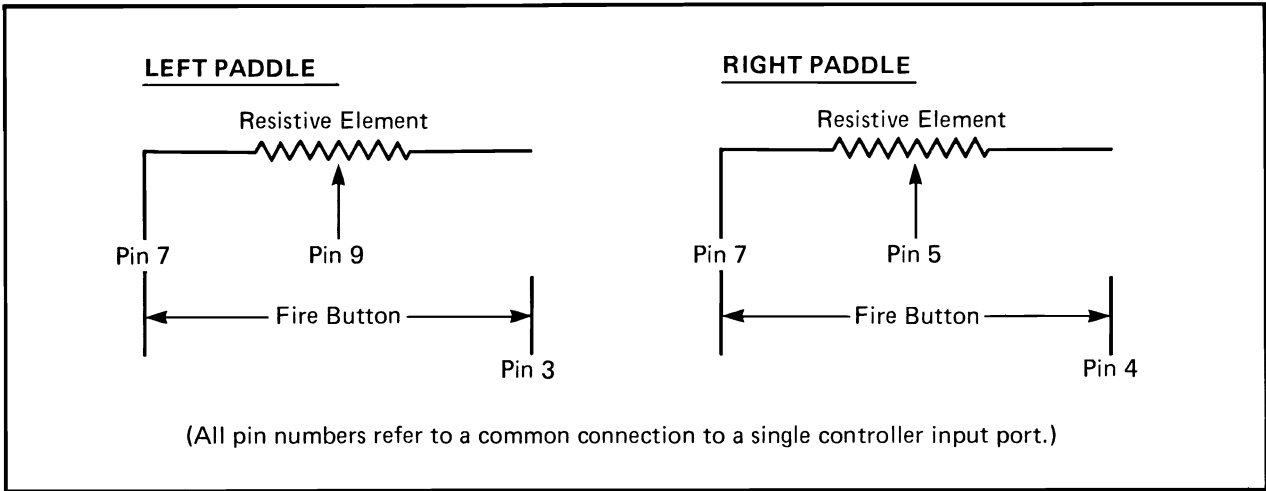 LEFT PADDLE
Resistive Element
Pin 7
Pin 9
Fire Button
Pin 3
RIGHT PADDLE
Resistive Element
Pin 7
Pin 5
Fire Button
Pin 4
(All pin numbers refer to a common connection to a single controller input port.)